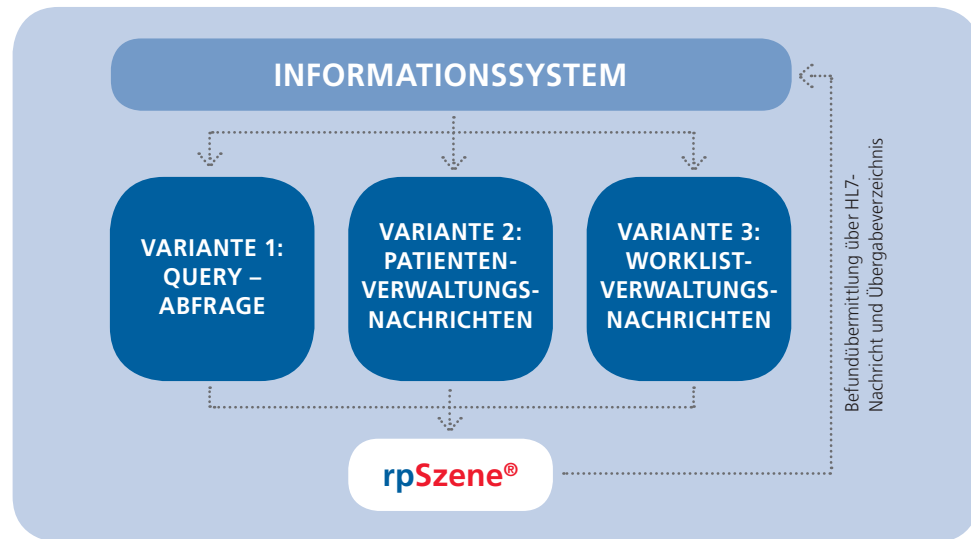 INFORMATIONSSYSTEM
VARIANTE 1:
QUERY –
ABFRAGE
VARIANTE 2:
PATIENTEN-
VERWALTUNGS-
NACHRICHTEN
VARIANTE 3:
WORKLIST-
VERWALTUNGS-
NACHRICHTEN
Befundübermittlung über HL7-
Nachricht und Übergabeverzeichnis
rpSzene®